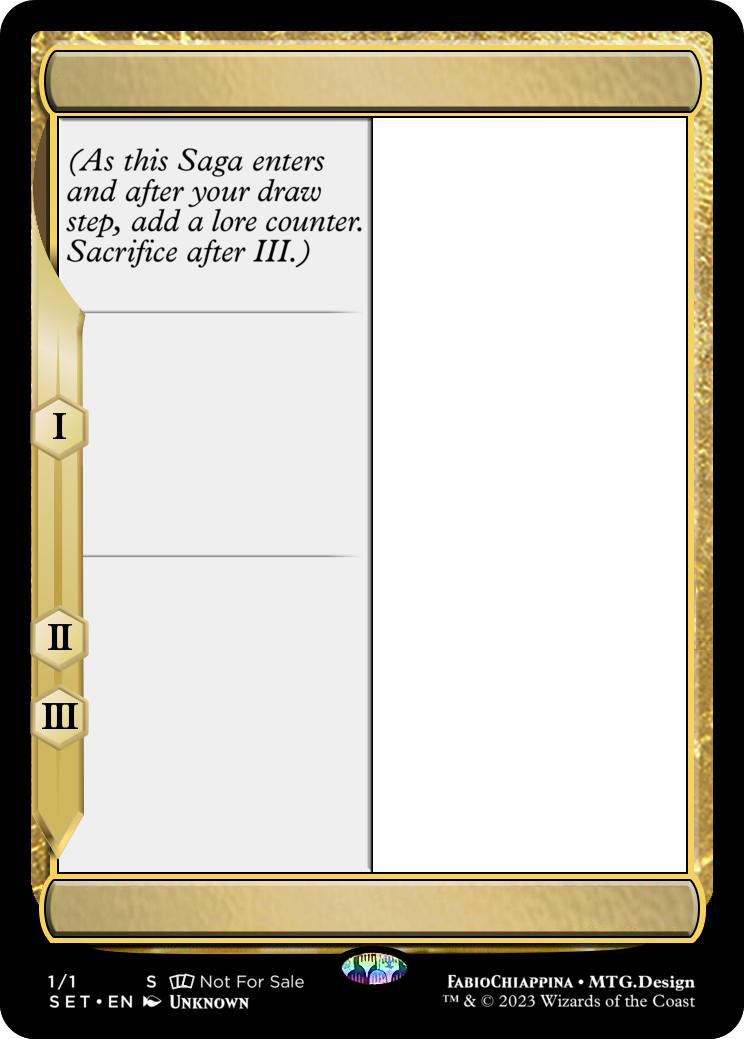 (As this Saga enters
and after your draw
step, add a lore counter.
Sacrifice after III.)
I
II
III
1/1 S Not For Sale
SET • EN Unknown
FabioChiappina • MTG.Design
™ & © 2023 Wizards of the Coast